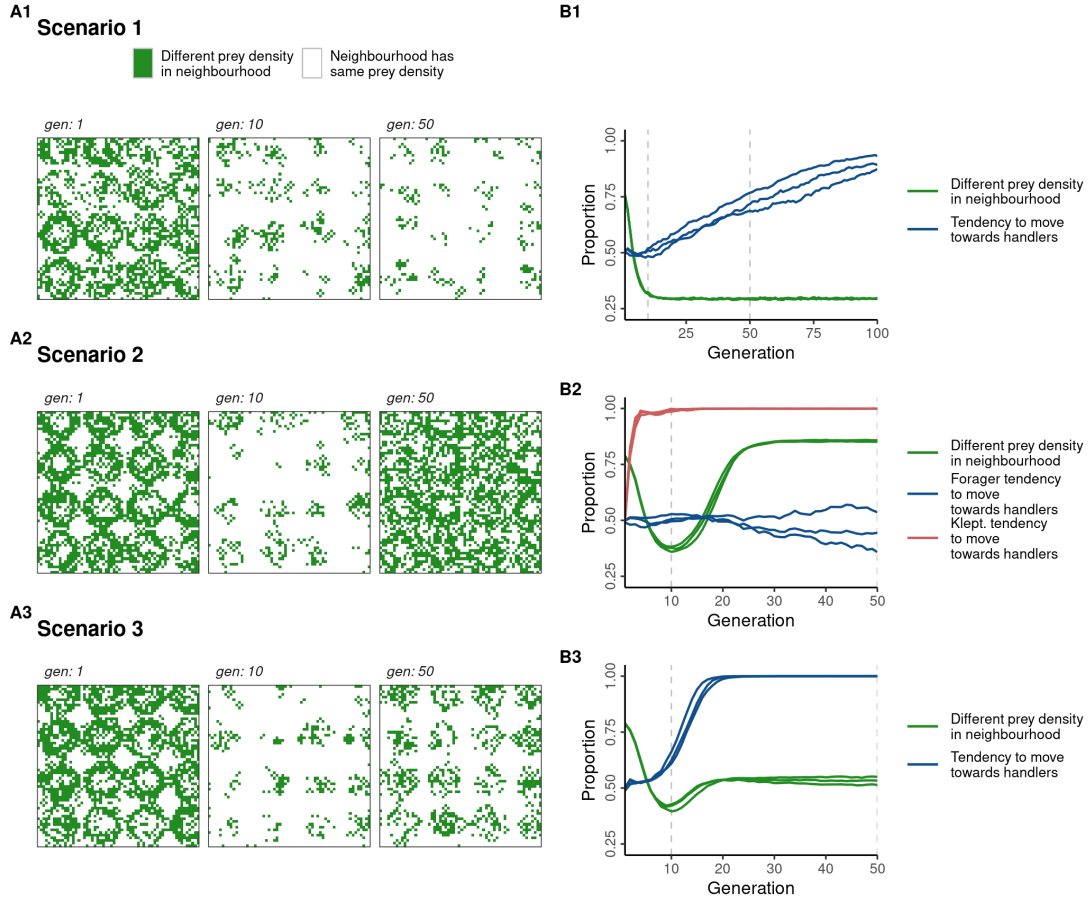 A1
Scenario 1
Different prey density
in neighbourhood
Neighbourhood has
same prey density
gen: 1
gen: 10
gen: 50
B1
Proportion
1.00
0.75
0.50
0.25
25
50
75
100
Generation
Different prey density
in neighbourhood
Tendency to move
towards handlers
A2
Scenario 2
gen: 1
gen: 10
gen: 50
B2
Proportion
1.00
0.75
0.50
0.25
10
20
30
40
50
Generation
Different prey density
in neighbourhood
Forager tendency
to move
towards handlers
Klept. tendency
to move
towards handlers
A3
Scenario 3
gen: 1
gen: 10
gen: 50
B3
Proportion
1.00
0.75
0.50
0.25
10
20
30
40
50
Generation
Different prey density
in neighbourhood
Tendency to move
towards handlers